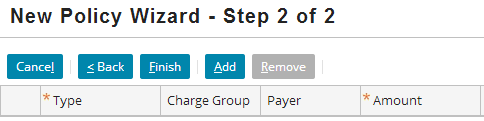 New Policy Wizard - Step 2 of 2
Cancel < Back Finish Add Remove
* Type Charge Group Payer * Amount